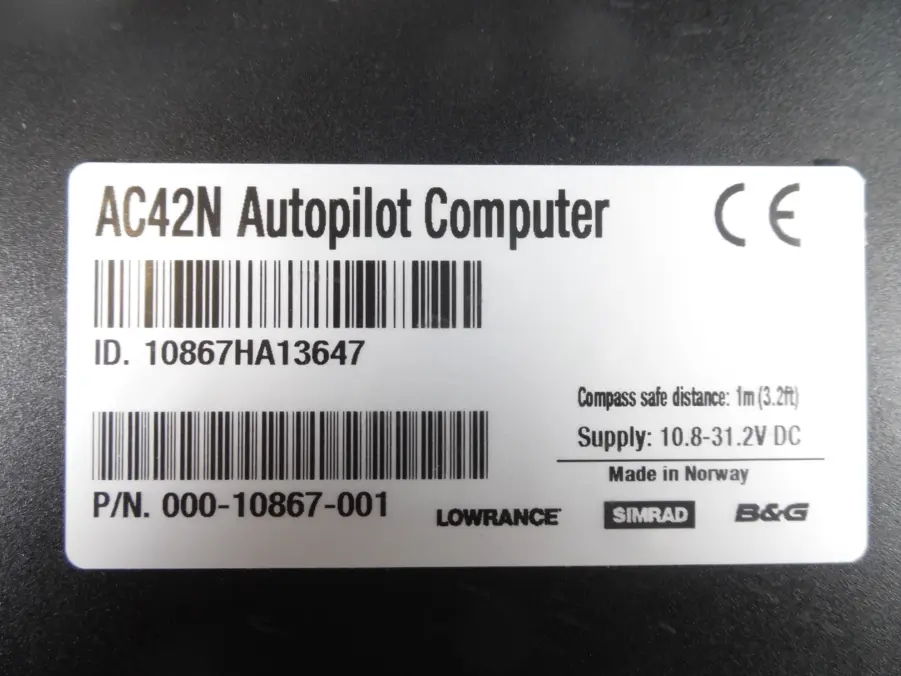 AC42N Autopilot Computer
CE
ID. 10867HA13647
Compass safe distance: 1m (3.2ft)
Supply: 10.8-31.2V DC
Made in Norway
P/N. 000-10867-001
LOWRANCE SIMRAD B&G